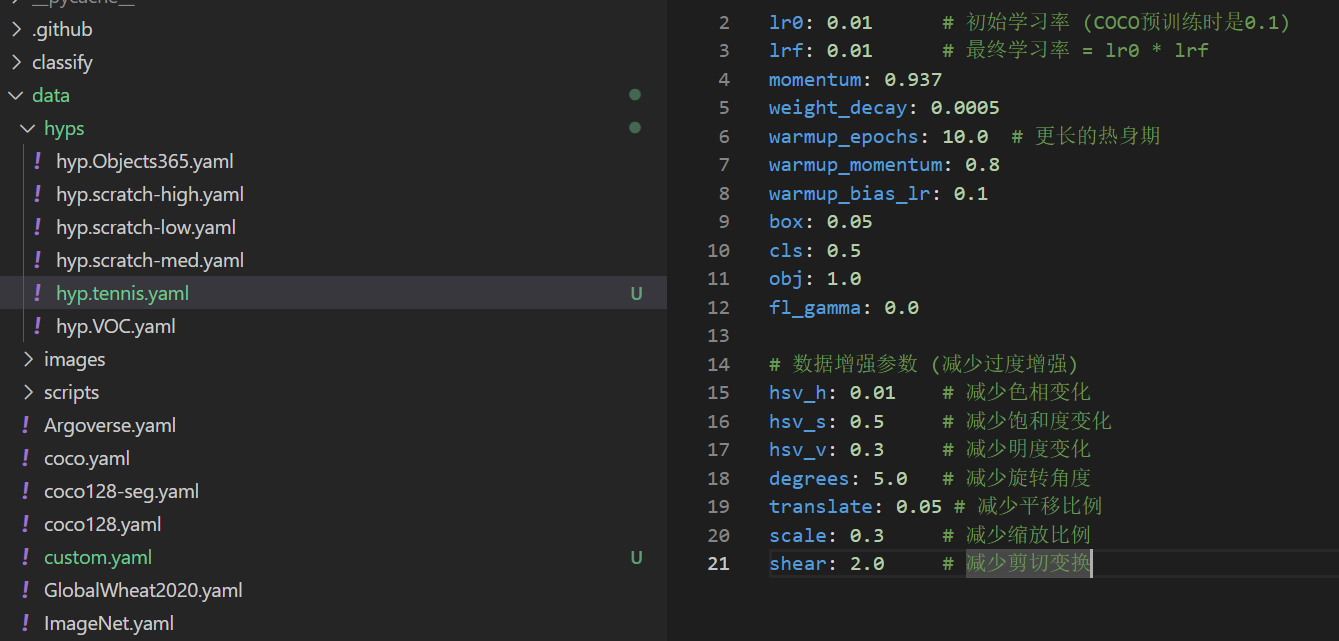 __pycache__
.github
classify
data
hyps
hyp.Objects365.yaml
hyp.scratch-high.yaml
hyp.scratch-low.yaml
hyp.scratch-med.yaml
hyp.tennis.yaml U
hyp.VOC.yaml
images
scripts
Argoverse.yaml
coco.yaml
coco128-seg.yaml
coco128.yaml
custom.yaml U
GlobalWheat2020.yaml
ImageNet.yaml
2 lr0: 0.01 # 初始学习率 (COCO预训练时是0.1)
3 lrf: 0.01 # 最终学习率 = lr0 * lrf
4 momentum: 0.937
5 weight_decay: 0.0005
6 warmup_epochs: 10.0 # 更长的热身期
7 warmup_momentum: 0.8
8 warmup_bias_lr: 0.1
9 box: 0.05
10 cls: 0.5
11 obj: 1.0
12 fl_gamma: 0.0
13
14 # 数据增强参数 (减少过度增强)
15 hsv_h: 0.01 # 减少色相变化
16 hsv_s: 0.5 # 减少饱和度变化
17 hsv_v: 0.3 # 减少明度变化
18 degrees: 5.0 # 减少旋转角度
19 translate: 0.05 # 减少平移比例
20 scale: 0.3 # 减少缩放比例
21 shear: 2.0 # 减少剪切变换